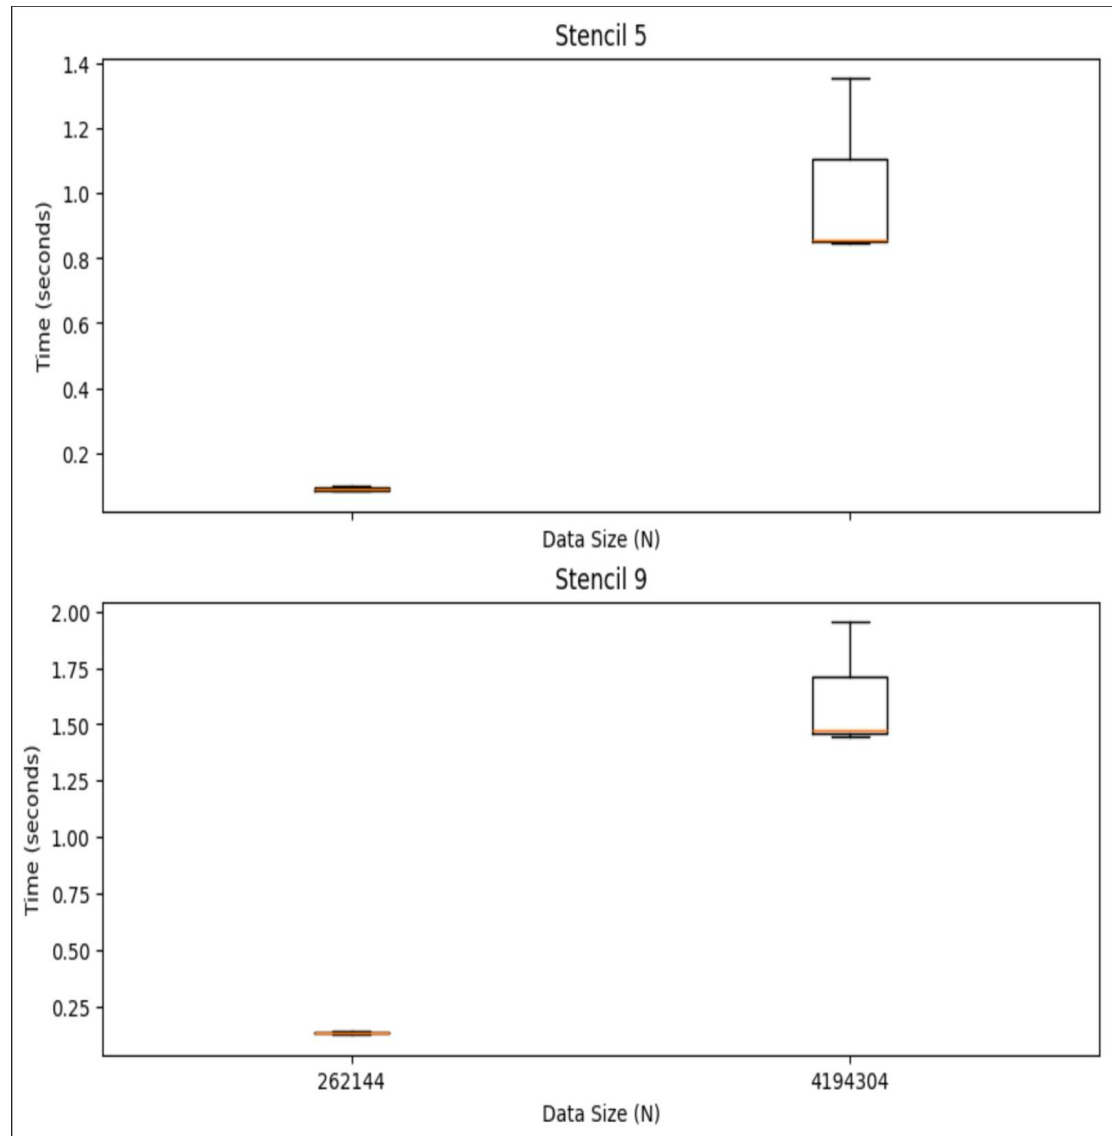 Stencil 5
1.4
1.2
1.0
0.8
0.6
0.4
0.2
Time (seconds)
Data Size (N)
Stencil 9
2.00
1.75
1.50
1.25
1.00
0.75
0.50
0.25
Time (seconds)
262144 4194304
Data Size (N)